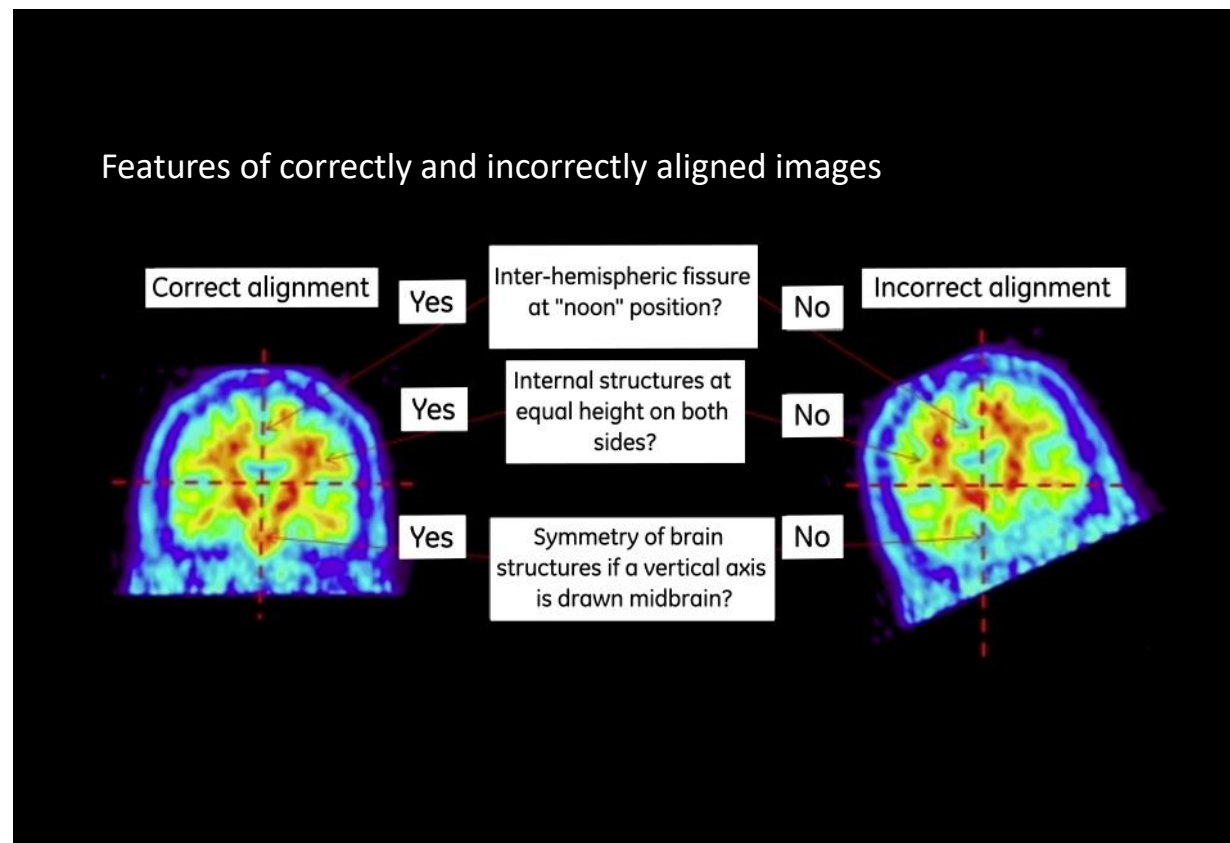 Features of correctly and incorrectly aligned images
Correct alignment
Yes
Inter-hemispheric fissure
at "noon" position?
No
Incorrect alignment
Yes
Internal structures at
equal height on both
sides?
No
Yes
Symmetry of brain
structures if a vertical axis
is drawn midbrain?
No